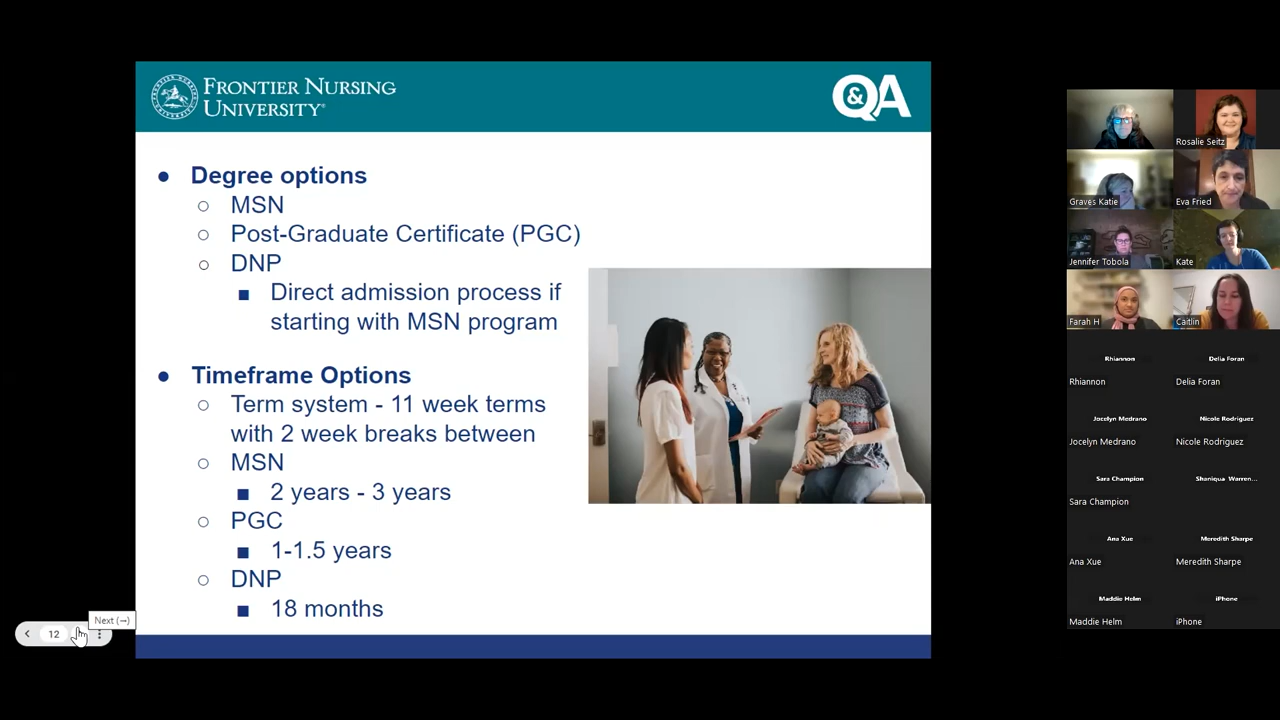 FRONTIER NURSING
UNIVERSITY®
Q&A
Degree options
MSN
Post-Graduate Certificate (PGC)
DNP
Direct admission process if
starting with MSN program
Timeframe Options
Term system - 11 week terms
with 2 week breaks between
MSN
2 years - 3 years
PGC
1-1.5 years
DNP
18 months
Next (→)
12
Rosalie Seitz
Graves Katie
Eva Fried
Jennifer Tobola
Kate
Farah H
Caitlin
Rhiannon
Delia Foran
Rhiannon
Delia Foran
Jocelyn Medrano
Nicole Rodriguez
Jocelyn Medrano
Nicole Rodriguez
Sara Champion
Shaniqua Warren...
Sara Champion
Ana Xue
Meredith Sharpe
Ana Xue
Meredith Sharpe
Maddie Helm
iPhone
Maddie Helm
iPhone